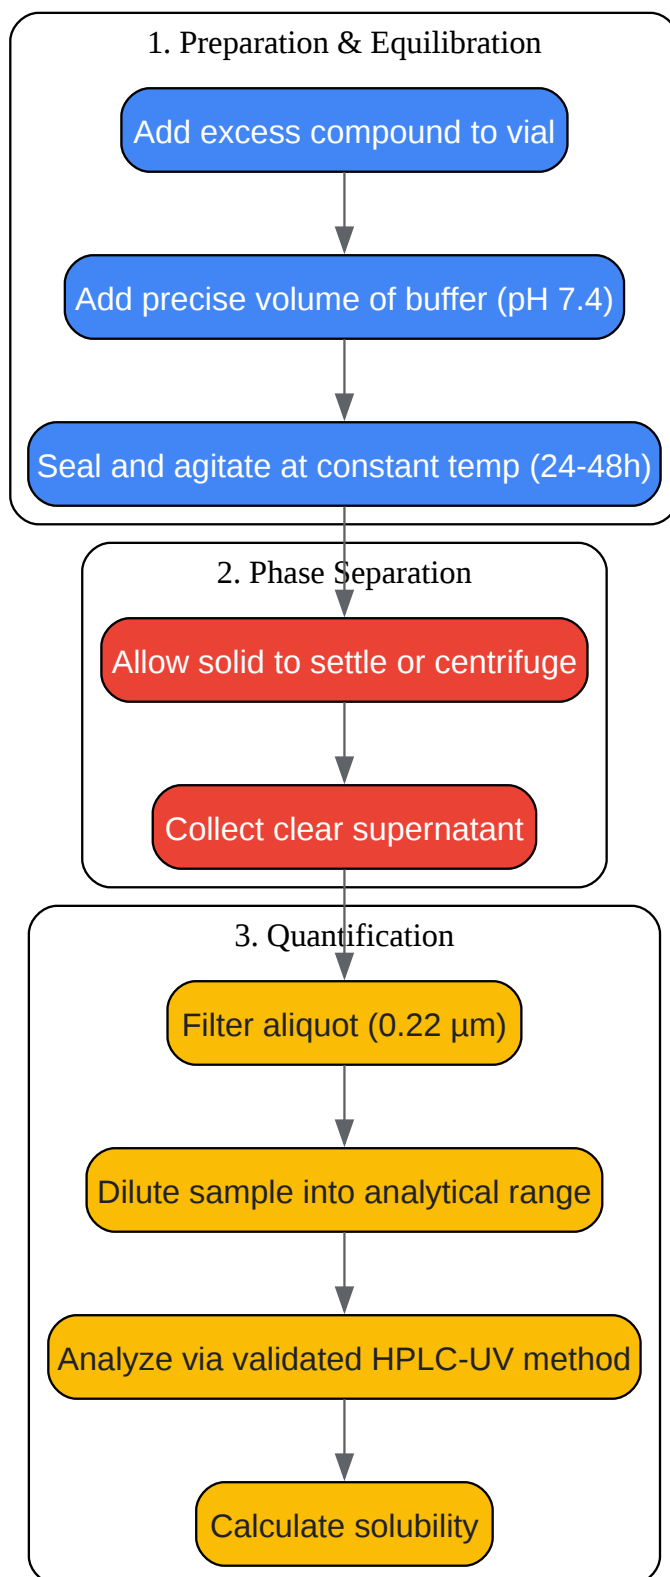 1. Preparation & Equilibration
Add excess compound to vial
Add precise volume of buffer (pH 7.4)
Seal and agitate at constant temp (24-48h)
2. Phase Separation
Allow solid to settle or centrifuge
Collect clear supernatant
3. Quantification
Filter aliquot (0.22 µm)
Dilute sample into analytical range
Analyze via validated HPLC-UV method
Calculate solubility